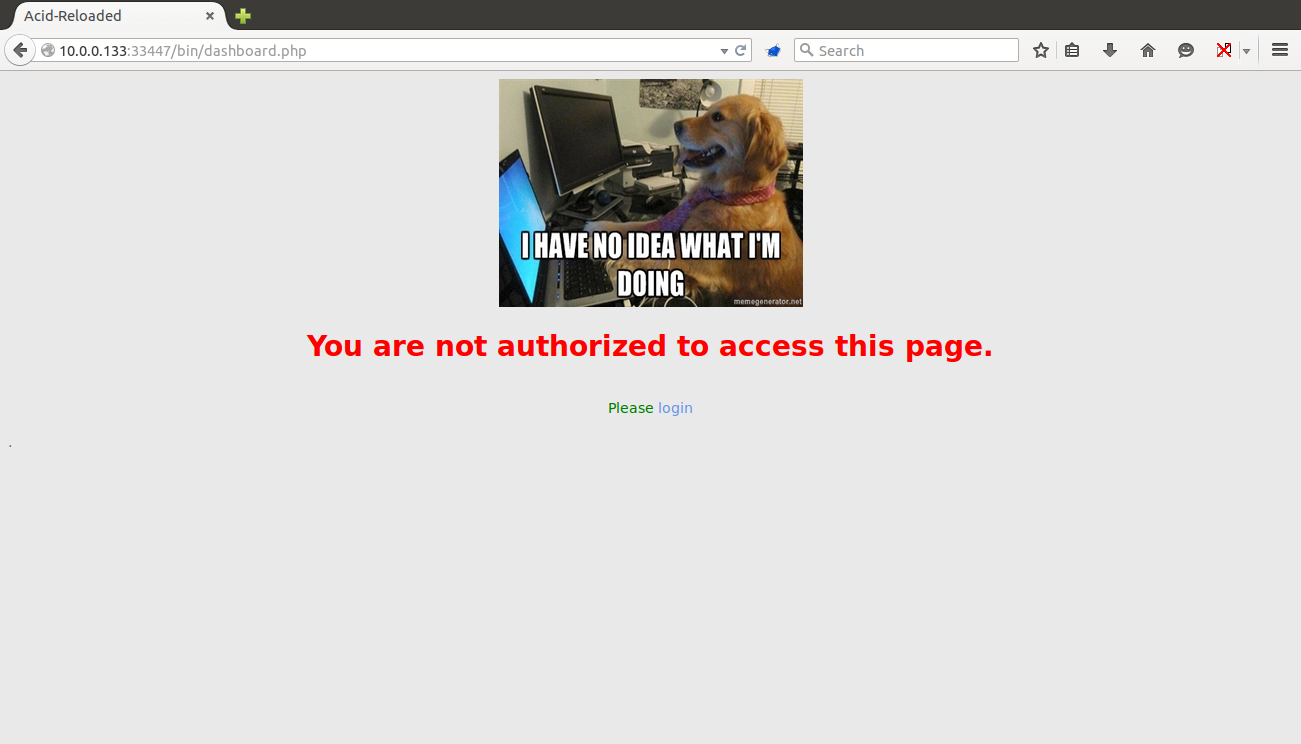 Acid-Reloaded
10.0.0.133:33447/bin/dashboard.php
Search
I HAVE NO IDEA WHAT I'M
DOING
memegenerator.net
You are not authorized to access this page.
Please login
.